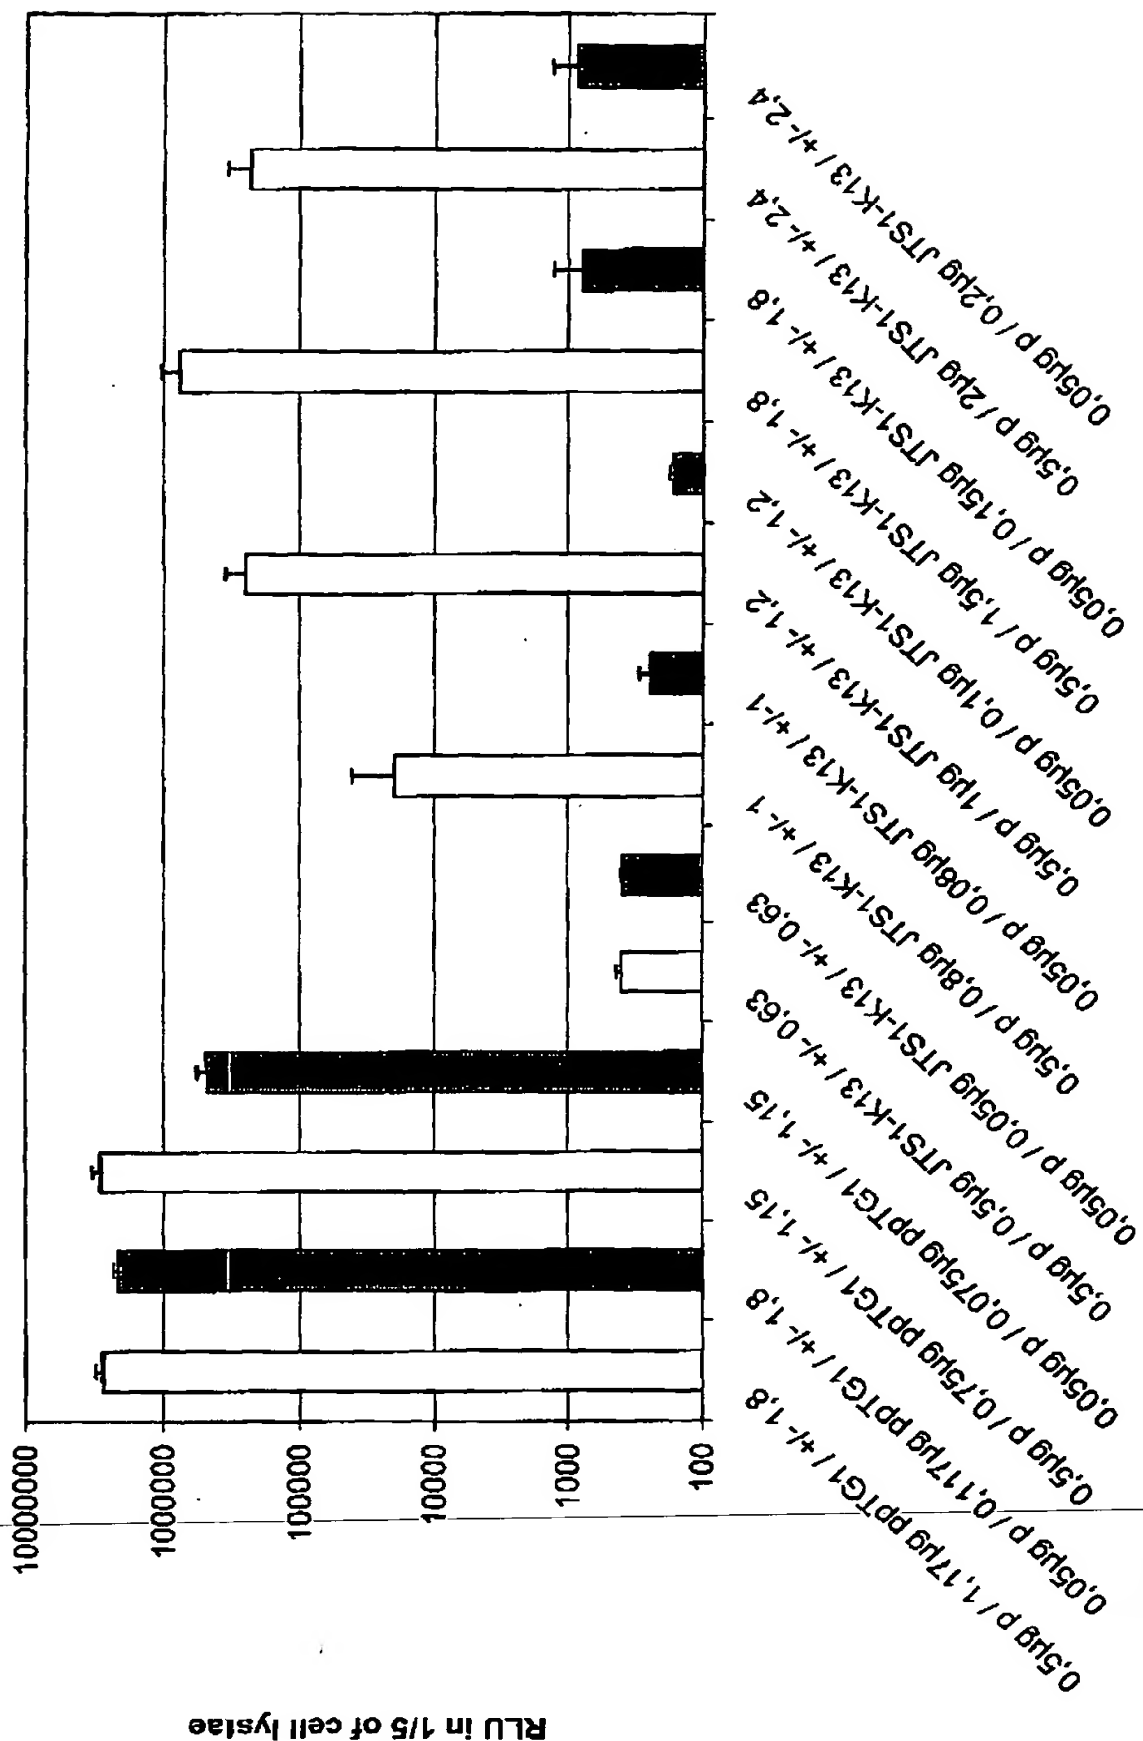 RLU in 1/5 of cell lystae
10000000
1000000
100000
10000
1000
100
0,5µg p / 1,17µg ppTG1 / +/- 1,8
0,05µg p / 0,117µg ppTG1 / +/- 1,8
0,5µg p / 0,75µg ppTG1 / +/- 1,15
0,05µg p / 0,075µg ppTG1 / +/- 1,15
0,5µg p / 0,5µg JTS1-K13 / +/- 0,63
0,05µg p / 0,05µg JTS1-K13 / +/- 0,63
0,5µg p / 0,8µg JTS1-K13 / +/- 1
0,05µg p / 0,08µg JTS1-K13 / +/-1
0,5µg p / 1µg JTS1-K13 / +/- 1,2
0,05µg p / 0,1µg JTS1-K13 / +/- 1,2
0,5µg p / 1,5µg JTS1-K13 / +/- 1,8
0,05µg p / 0,15µg JTS1-K13 / +/- 1,8
0,5µg p / 2µg JTS1-K13 / +/- 2,4
0,05µg p / 0,2µg JTS1-K13 / +/- 2,4